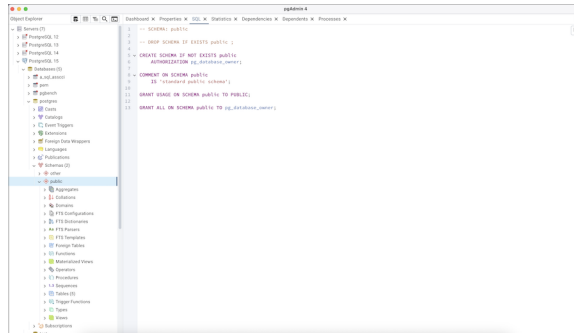 pgAdmin 4
Object Explorer
Dashboard X Properties X SQL X Statistics X Dependencies X Dependents X Processes X
Servers (7)
PostgreSQL 12
PostgreSQL 13
PostgreSQL 14
PostgreSQL 15
Databases (5)
pem
pgbench
postgres
Casts
Catalogs
Event Triggers
Extensions
Foreign Data Wrappers
Languages
Publications
Schemas (2)
other
public
Aggregates
Collations
Domains
FTS Configurations
FTS Dictionaries
FTS Parsers
FTS Templates
Foreign Tables
Functions
Materialized Views
Operators
Procedures
1..3 Sequences
Tables (5)
Trigger Functions
Types
Views
Subscriptions
1 -- SCHEMA: public
2
3 -- DROP SCHEMA IF EXISTS public ;
4
5 CREATE SCHEMA IF NOT EXISTS public
6 AUTHORIZATION pg_database_owner;
7
8 COMMENT ON SCHEMA public
9 IS 'standard public schema';
10
11 GRANT USAGE ON SCHEMA public TO PUBLIC;
12
13 GRANT ALL ON SCHEMA public TO pg_database_owner;